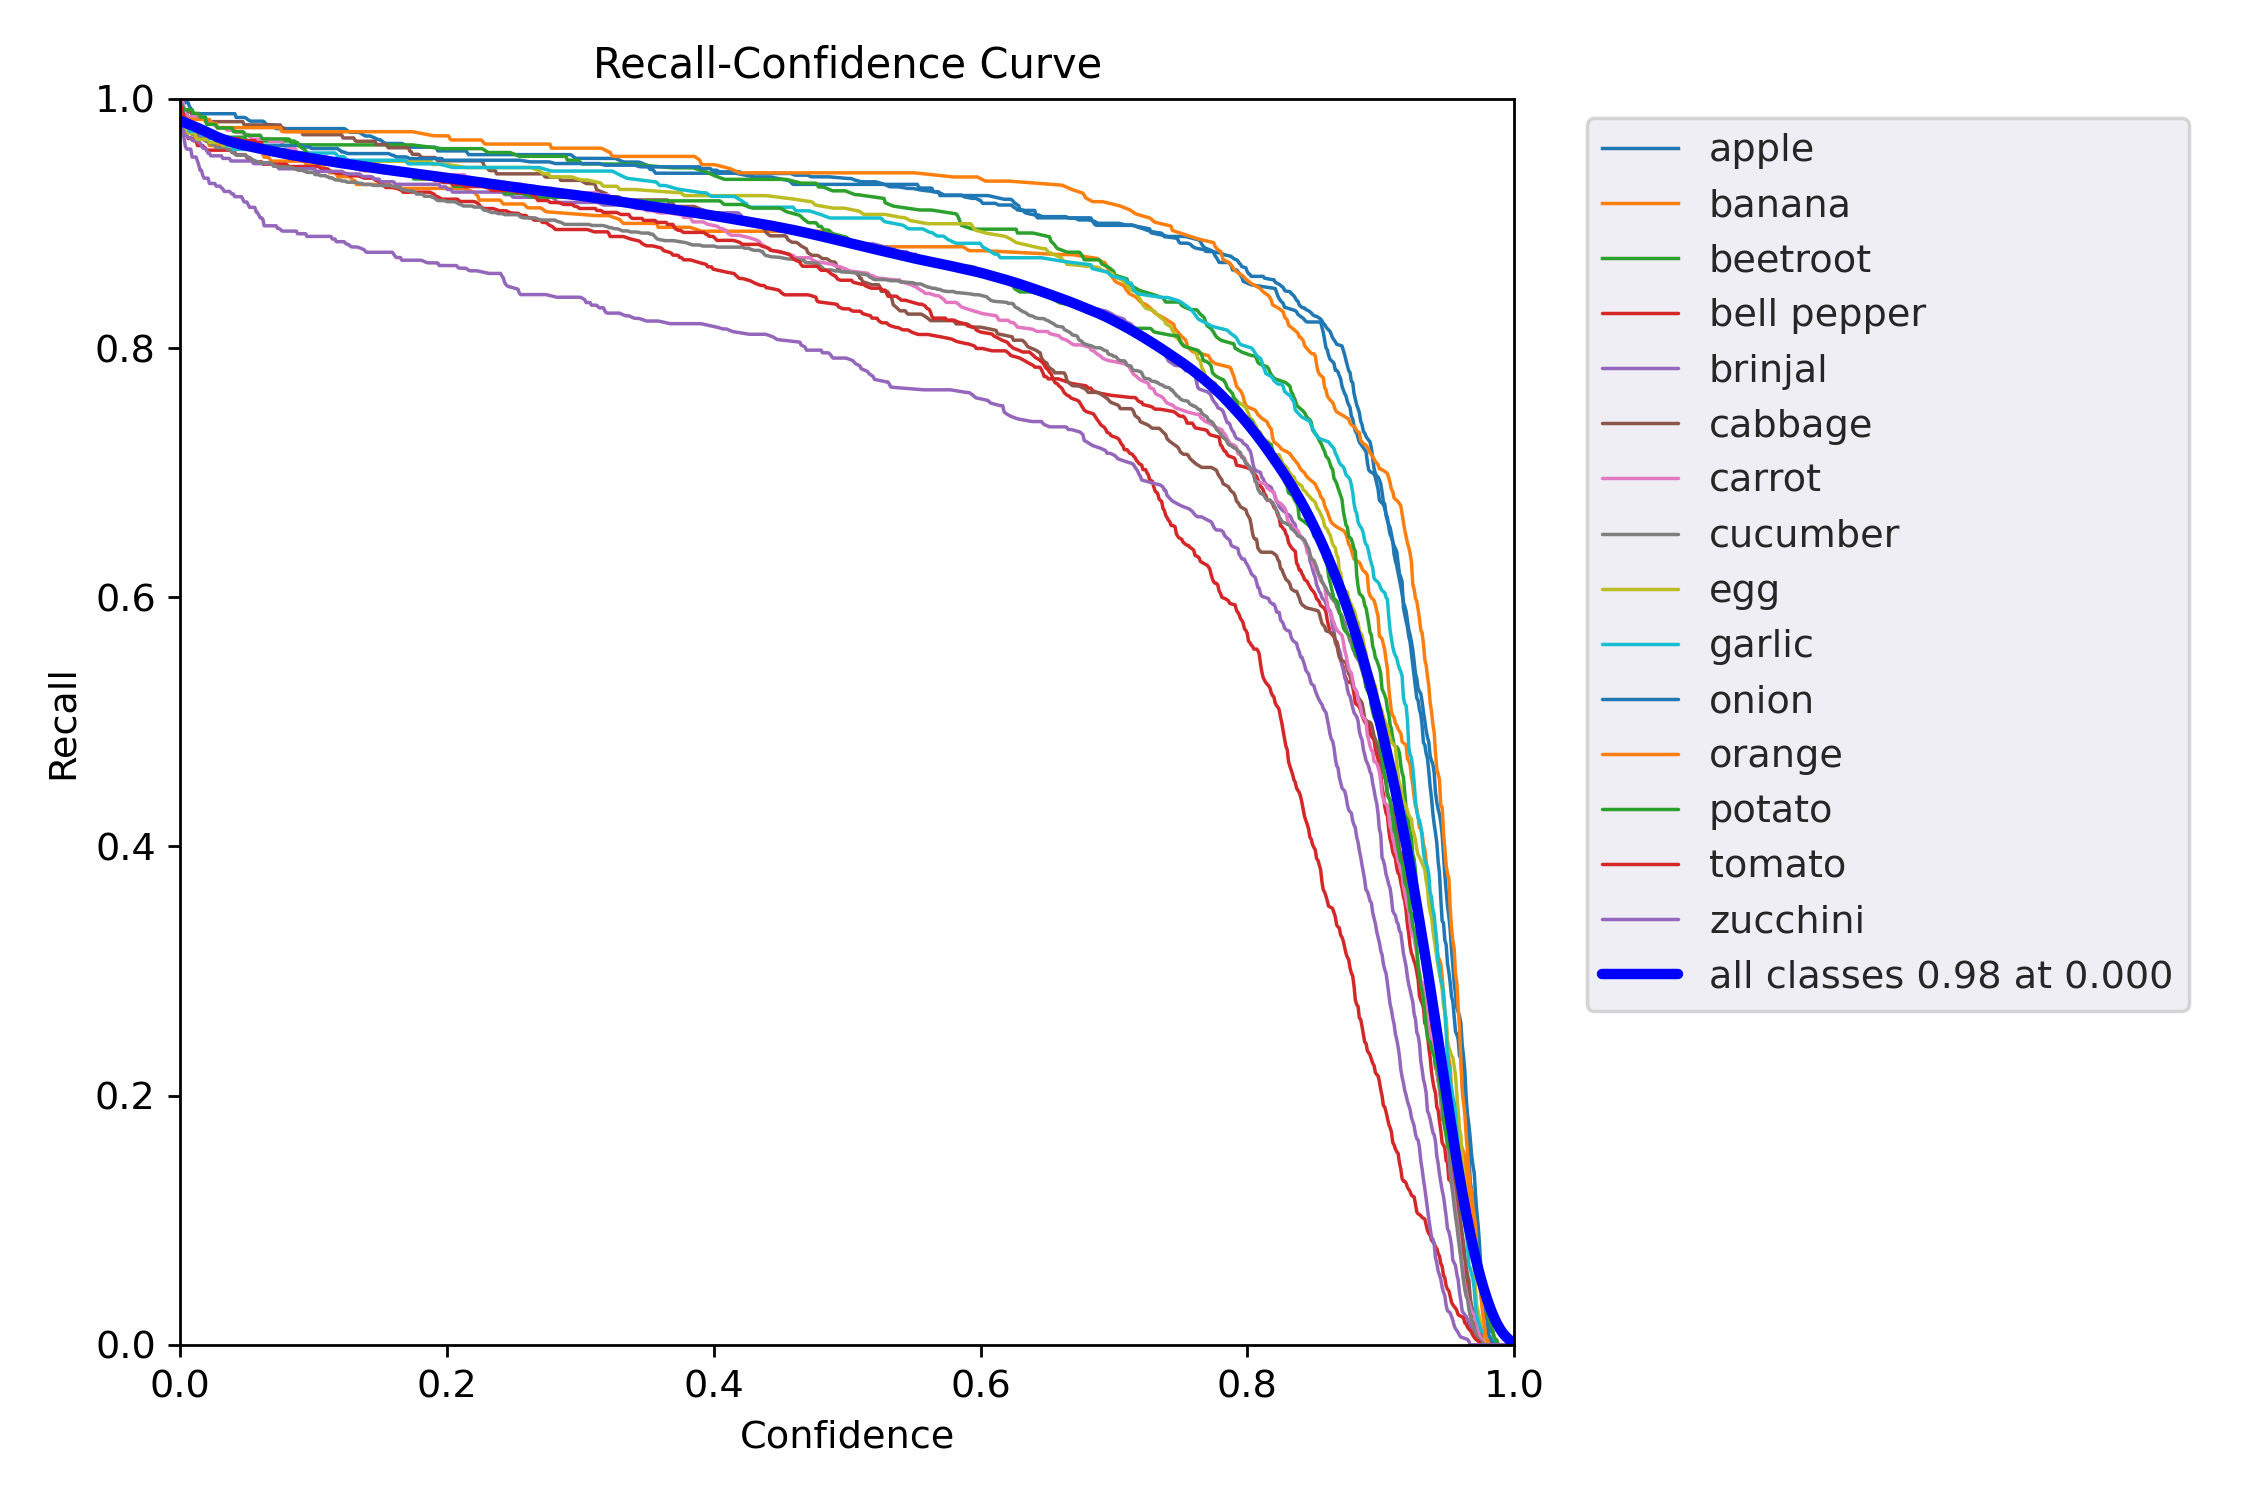 Recall-Confidence Curve
1.0
0.8
0.6
0.4
0.2
0.0
Recall
0.0 0.2 0.4 0.6 0.8 1.0
Confidence
apple
banana
beetroot
bell pepper
brinjal
cabbage
carrot
cucumber
egg
garlic
onion
orange
potato
tomato
zucchini
all classes 0.98 at 0.000